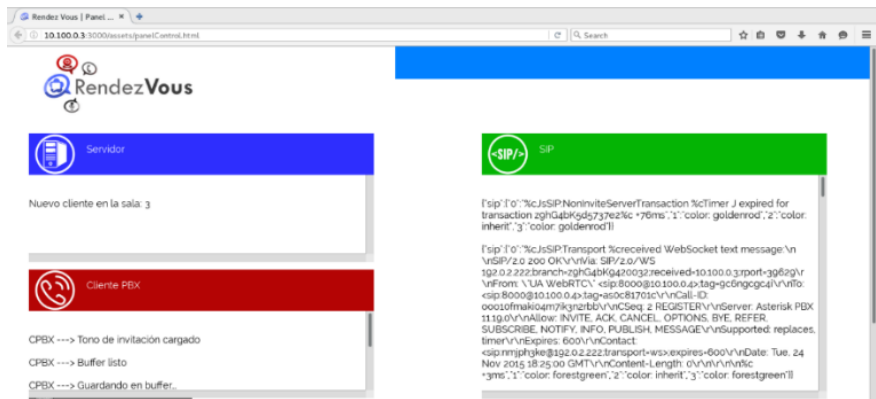 Rendez Vous | Panel ...
10.100.0.3:3000/assets/panelControl.html
Search
RendezVous
Servidor
Nuevo cliente en la sala: 3
Cliente PBX
CPBX ---> Tono de invitación cargado
CPBX ---> Buffer listo
CPBX ---> Guardando en buffer..
<SIP/>
SIP
{"sip":{"0":"%cJsSIP:NonInviteServerTransaction %cTimer J expired for
transaction z9hG4bK5d5737e2%c +76ms","1":"color: goldenrod","2":"color:
inherit","3":"color: goldenrod"}}
{"sip":{"0":"%cJsSIP:Transport %creceived WebSocket text message:\n
\nSIP/2.0 200 OK\r\nVia: SIP/2.0/WS
192.0.2.222;branch=z9hG4bK9420032;received=10.100.0.3;rport=39629\r
\nFrom: \"UA WebRTC\" <sip:8000@10.100.0.4>;tag=9c6ngcgc4i\r\nTo:
<sip:8000@10.100.0.4>;tag=as0c81701c\r\nCall-ID:
ooo10fmaki04m7ik3n2rbb\r\nCSeq: 2 REGISTER\r\nServer: Asterisk PBX
11.19.0\r\nAllow: INVITE, ACK, CANCEL, OPTIONS, BYE, REFER,
SUBSCRIBE, NOTIFY, INFO, PUBLISH, MESSAGE\r\nSupported: replaces,
timer\r\nExpires: 600\r\nContact:
<sip:nmjph3ke@192.0.2.222;transport=ws>;expires=600\r\nDate: Tue, 24
Nov 2015 18:25:00 GMT\r\nContent-Length: 0\r\n\r\n\n%c
+3ms","1":"color: forestgreen","2":"color: inherit","3":"color: forestgreen"}}